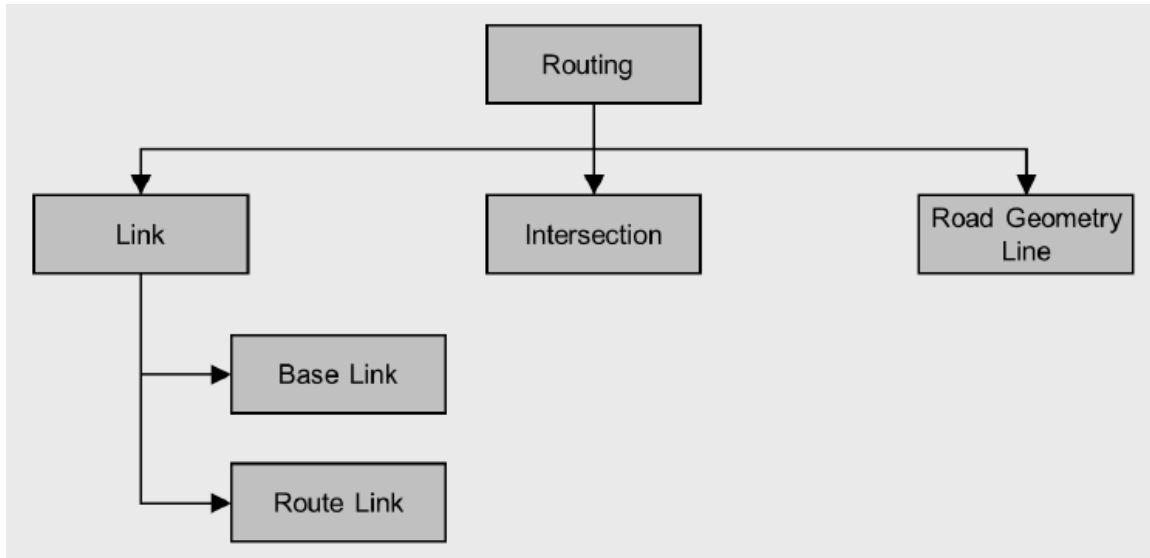 Routing
Link
Intersection
Road Geometry
Line
Base Link
Route Link